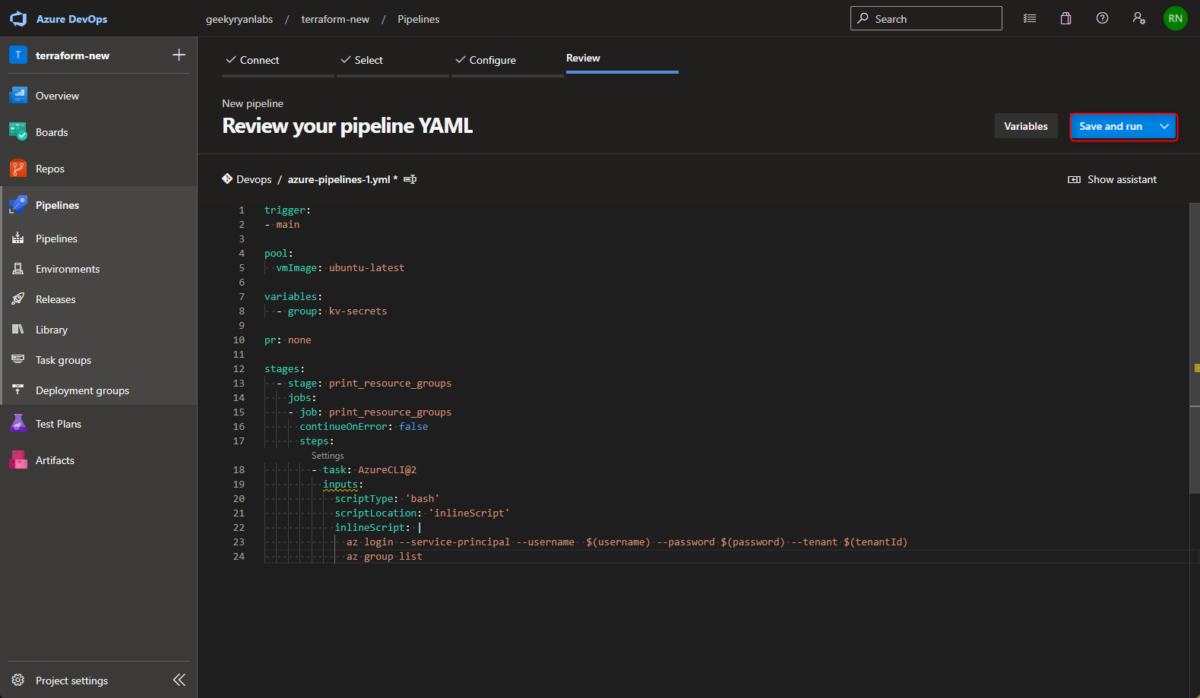 Azure DevOps
geekyryanlabs / terraform-new / Pipelines
Search
RN
T terraform-new
Overview
Boards
Repos
Pipelines
Pipelines
Environments
Releases
Library
Task groups
Deployment groups
Test Plans
Artifacts
Project settings
Connect
Select
Configure
Review
New pipeline
Review your pipeline YAML
Variables
Save and run
Devops / azure-pipelines-1.yml *
Show assistant
1 trigger:
2 - main
3
4 pool:
5   vmImage: ubuntu-latest
6
7 variables:
8   - group: kv-secrets
9
10 pr: none
11
12 stages:
13   - stage: print_resource_groups
14     jobs:
15     - job: print_resource_groups
16       continueOnError: false
17       steps:
Settings
18         - task: AzureCLI@2
19           inputs:
20             scriptType: 'bash'
21             scriptLocation: 'inlineScript'
22             inlineScript: |
23               az login --service-principal --username  $(username) --password $(password) --tenant $(tenantId)
24               az group list